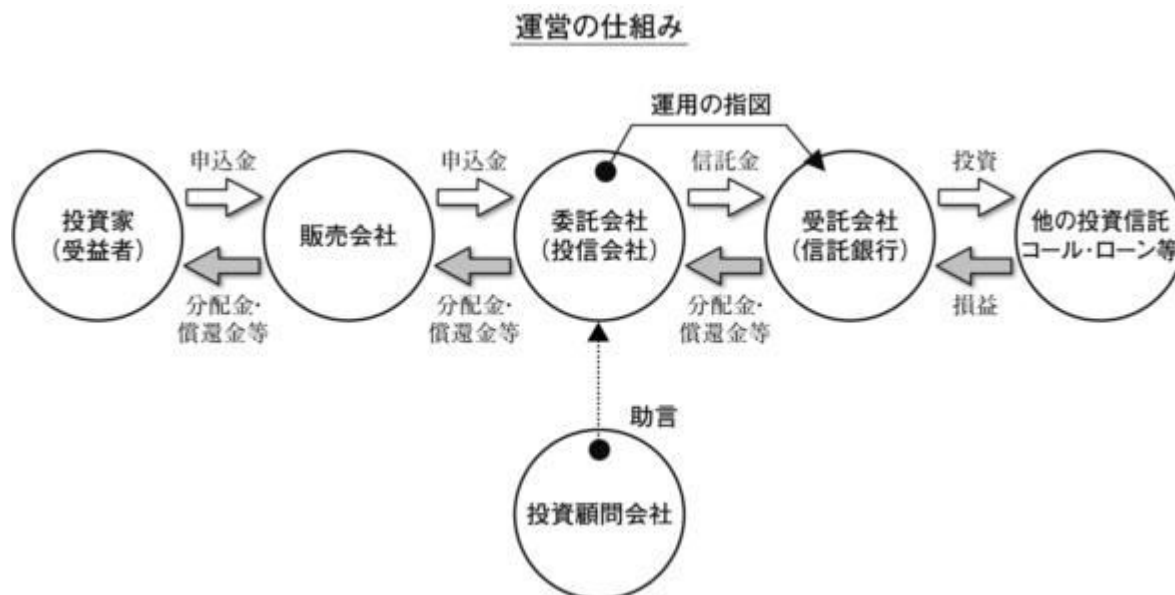 運営の仕組み
運用の指図
申込金
申込金
信託金
投資
投資家
(受益者)
販売会社
委託会社
(投信会社)
受託会社
(信託銀行)
他の投資信託
コール・ローン等
分配金・
償還金等
分配金・
償還金等
分配金・
償還金等
損益
助言
投資顧問会社